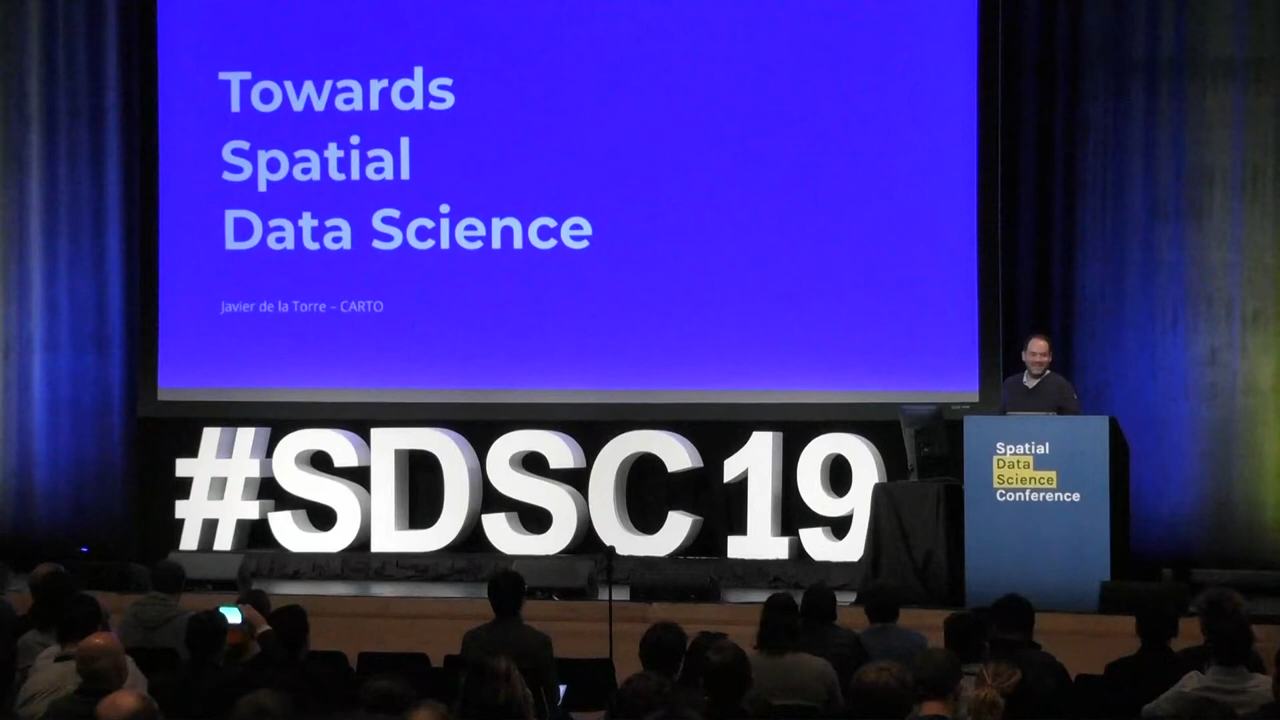 Towards
Spatial
Data Science
Javier de la Torre – CARTO
#SDSC19
Spatial
Data
Science
Conference